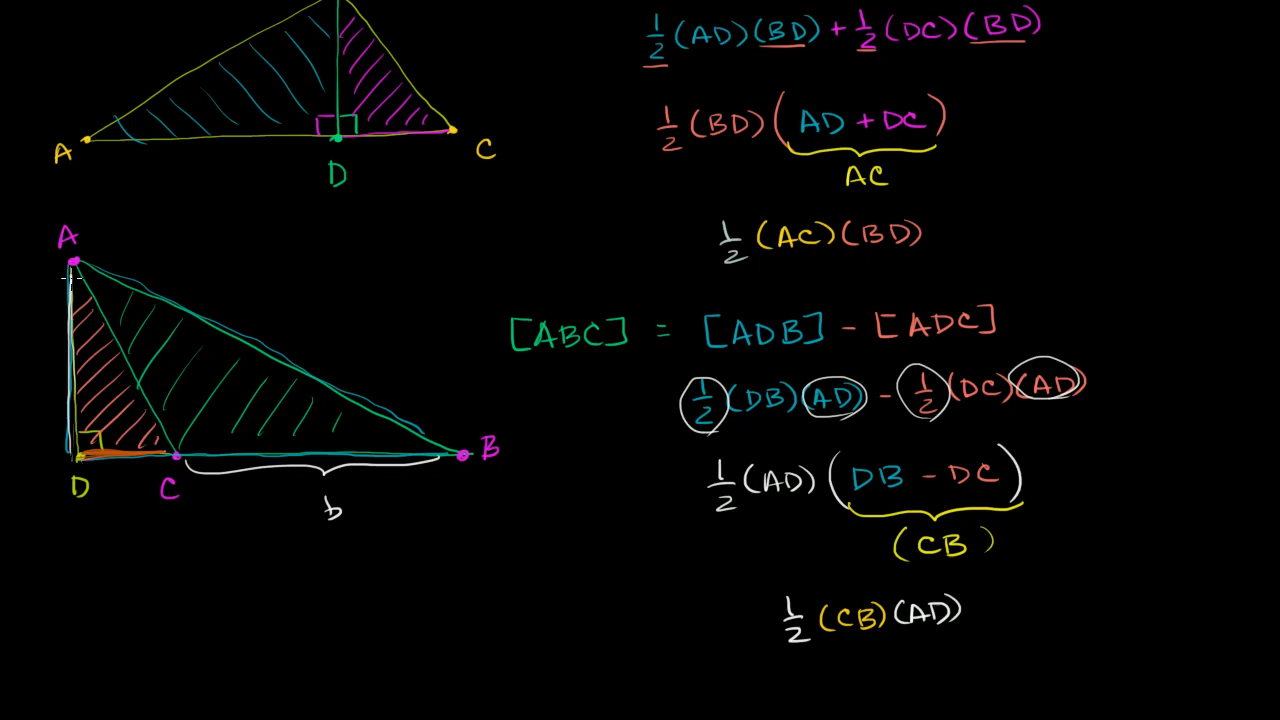 1/2 (AD)(BD) + 1/2 (DC)(BD)
1/2 (BD)(AD + DC)
AC
1/2 (AC)(BD)
A
D
C
A
D
C
B
b
[ABC] = [ADB] - [ADC]
1/2 (DB)(AD) - 1/2 (DC)(AD)
1/2 (AD)(DB - DC)
(CB)
1/2 (CB)(AD)